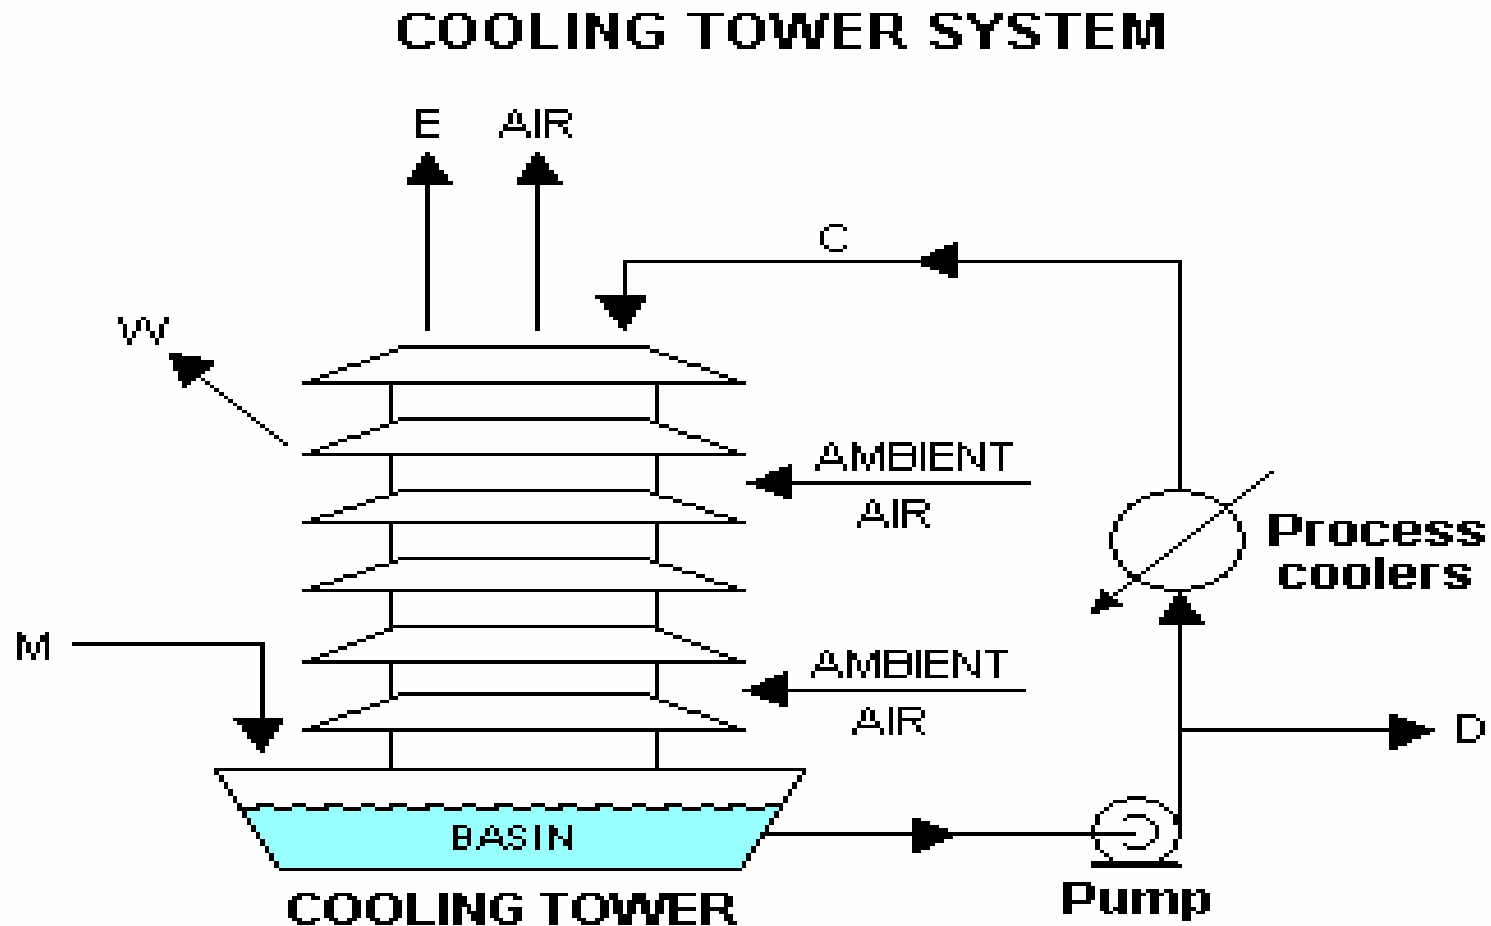 COOLING TOWER SYSTEM
E
AIR
C
W
AMBIENT
AIR
Process
coolers
M
AMBIENT
AIR
D
BASIN
COOLING TOWER
Pump